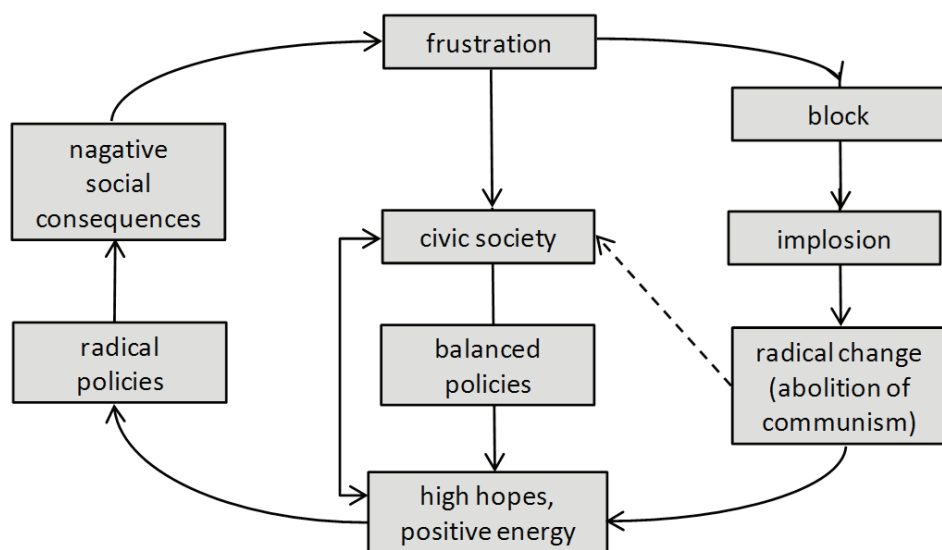 frustration
block
nagative
social
consequences
civic society
implosion
radical
policies
balanced
policies
radical change
(abolition of
communism)
high hopes,
positive energy